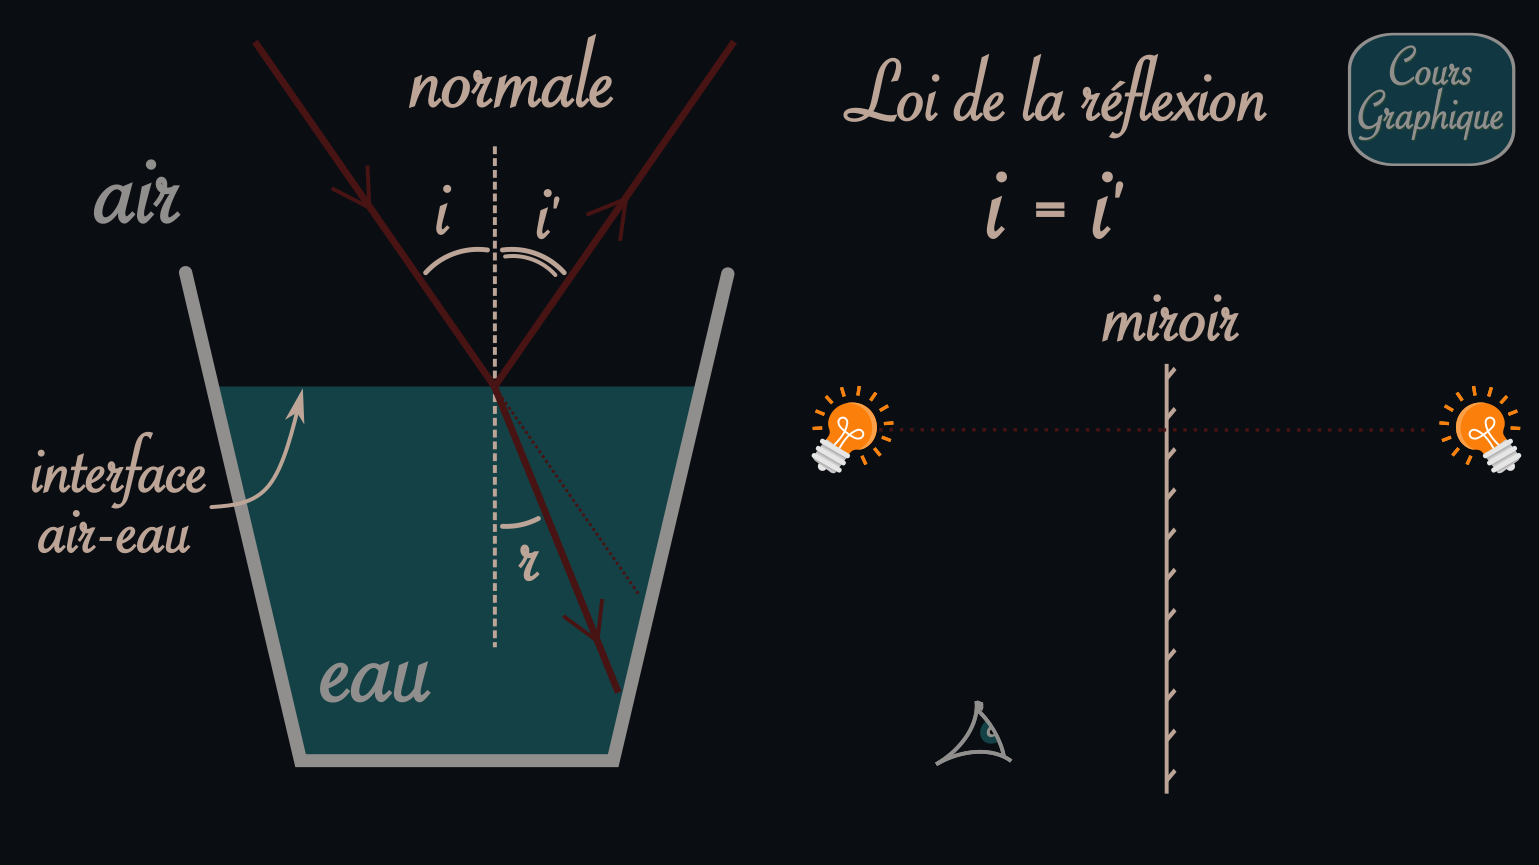 normale
air
i
i'
interface
air-eau
r
eau
Loi de la réflexion
i = i'
miroir
Cours
Graphique